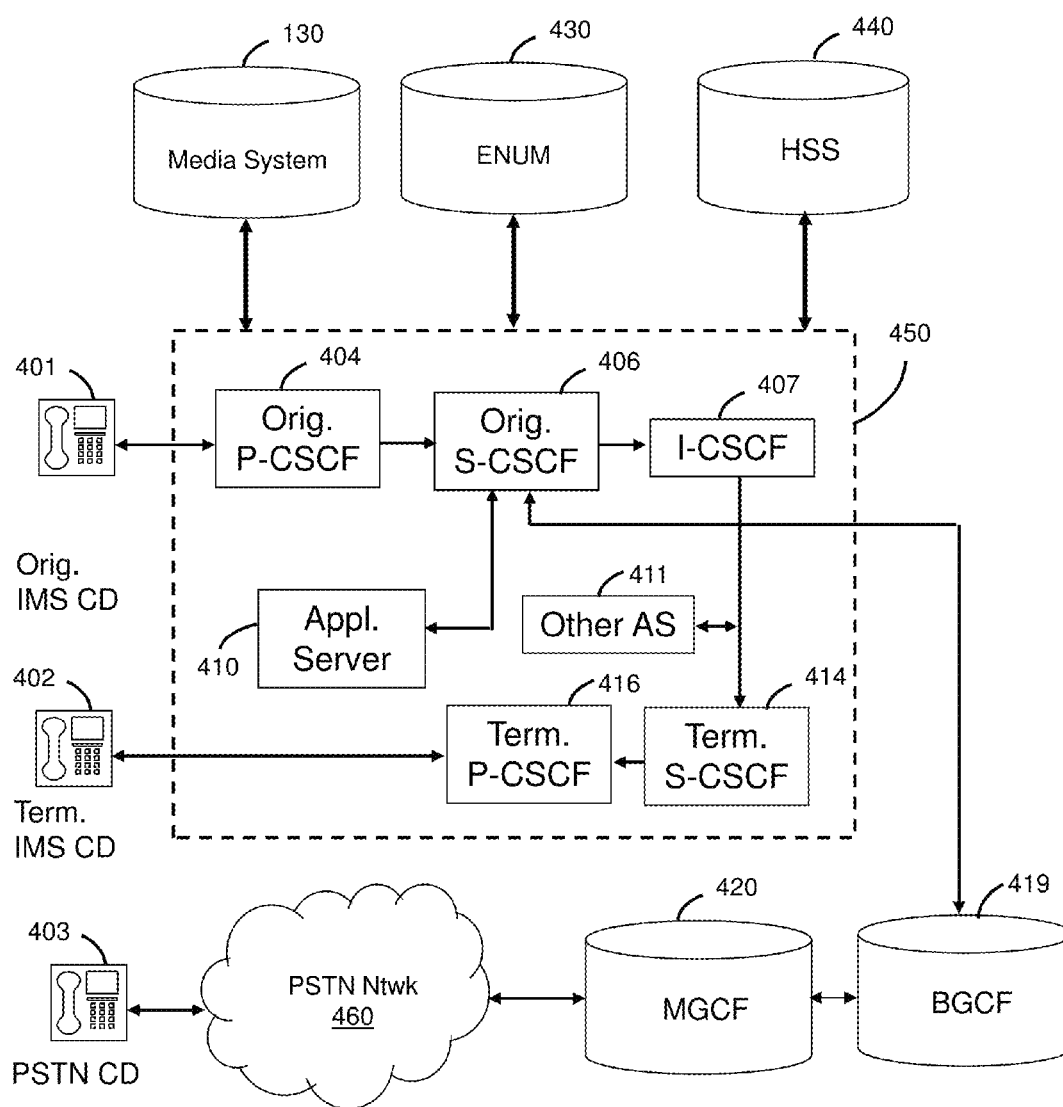 130
430
440
Media System
ENUM
HSS
450
401
404
406
407
Orig.
P-CSCF
Orig.
S-CSCF
I-CSCF
Orig.
IMS CD
411
Other AS
Appl.
Server
410
402
416
414
Term.
P-CSCF
Term.
S-CSCF
Term.
IMS CD
420
419
403
PSTN Ntwk
460
MGCF
BGCF
PSTN CD